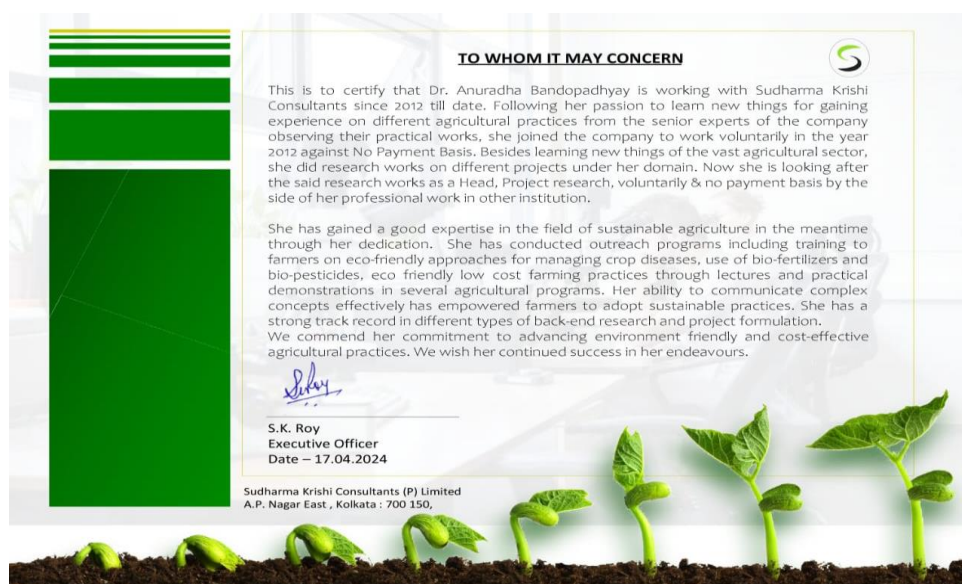 TO WHOM IT MAY CONCERN
This is to certify that Dr. Anuradha Bandopadhyay is working with Sudharma Krishi
Consultants since 2012 till date. Following her passion to learn new things for gaining
experience on different agricultural practices from the senior experts of the company
observing their practical works, she joined the company to work voluntarily in the year
2012 against No Payment Basis. Besides learning new things of the vast agricultural sector,
she did research works on different projects under her domain. Now she is looking after
the said research works as a Head, Project research, voluntarily & no payment basis by the
side of her professional work in other institution.
She has gained a good expertise in the field of sustainable agriculture in the meantime
through her dedication. She has conducted outreach programs including training to
farmers on eco-friendly approaches for managing crop diseases, use of bio-fertilizers and
bio-pesticides, eco friendly low cost farming practices through lectures and practical
demonstrations in several agricultural programs. Her ability to communicate complex
concepts effectively has empowered farmers to adopt sustainable practices. She has a
strong track record in different types of back-end research and project formulation.
We commend her commitment to advancing environment friendly and cost-effective
agricultural practices. We wish her continued success in her endeavours.
S.K. Roy
Executive Officer
Date – 17.04.2024
Sudharma Krishi Consultants (P) Limited
A.P. Nagar East , Kolkata : 700 150,